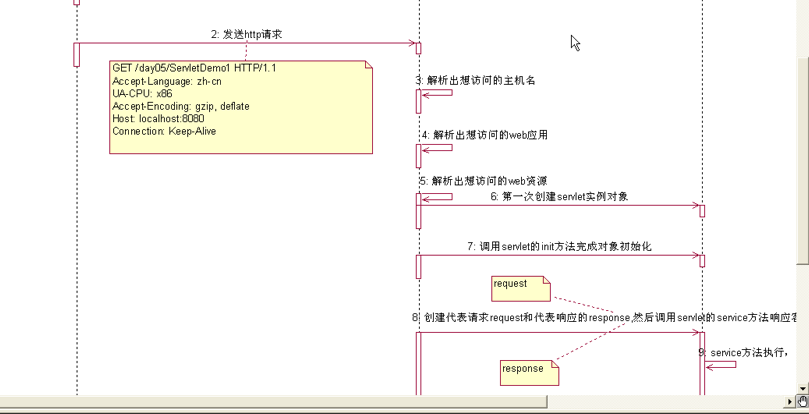 2: 发送http请求
GET /day05/ServletDemo1 HTTP/1.1
Accept-Language: zh-cn
UA-CPU: x86
Accept-Encoding: gzip, deflate
Host: localhost:8080
Connection: Keep-Alive
3: 解析出想访问的主机名
4: 解析出想访问的web应用
5: 解析出想访问的web资源
6: 第一次创建servlet实例对象
7: 调用servlet的init方法完成对象初始化
request
8: 创建代表请求request和代表响应的response,然后调用servlet的service方法响应客
9: service方法执行，
response